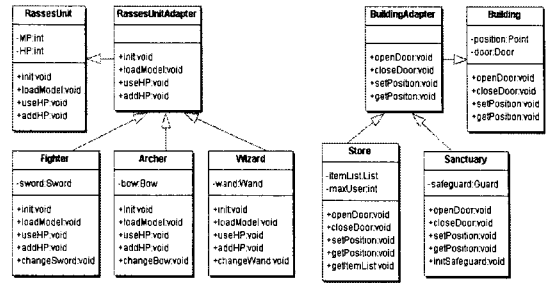 RassesUnit
-MP:int
-HP:int
+init:void
+loadModel:void
+useHP:void
+addHP:void
RassesUnitAdapter
+init:void
+loadModel:void
+useHP:void
+addHP:void
BuildingAdapter
+openDoor:void
+closeDoor:void
+setPosition:void
+getPositon:void
Building
-position:Point
-door:Door
+openDoor:void
+closeDoor:void
+setPosition:void
+getPosition:void
Fighter
-sword:Sword
+init:void
+loadModel:void
+useHP:void
+addHP:void
+changeSword:void
Archer
-bow:Bow
+init:void
+loadModel:void
+useHP:void
+addHP:void
+changeBow:void
Wizard
-wand:Wand
+init:void
+loadModel:void
+useHP:void
+addHP:void
+changeWand:void
Store
-itemList:List
-maxUser:int
+openDoor:void
+closeDoor:void
+setPosition:void
+getPosition:void
+getItemList:void
Sanctuary
-safeguard:Guard
+openDoor:void
+closeDoor:void
+setPosition:void
+getPosition:void
+initSafeguard:void